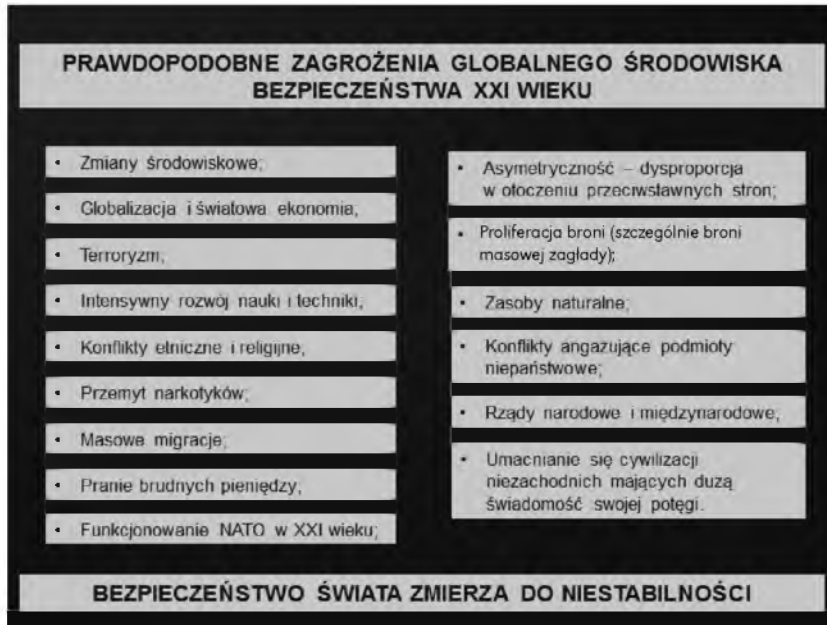 PRAWDOPODOBNE ZAGROŻENIA GLOBALNEGO ŚRODOWISKA
BEZPIECZEŃSTWA XXI WIEKU
• Zmiany środowiskowe;
• Globalizacja i światowa ekonomia;
• Terroryzm;
• Intensywny rozwój nauki i techniki;
• Konflikty etniczne i religijne;
• Przemyt narkotyków;
• Masowe migracje;
• Pranie brudnych pieniędzy;
• Funkcjonowanie NATO w XXI wieku;
• Asymetryczność – dysproporcja
w otoczeniu przeciwstawnych stron;
• Proliferacja broni (szczególnie broni
masowej zagłady);
• Zasoby naturalne;
• Konflikty angażujące podmioty
niepaństwowe;
• Rządy narodowe i międzynarodowe;
• Umacnianie się cywilizacji
niezachodnich mających dużą
świadomość swojej potęgi.
BEZPIECZEŃSTWO ŚWIATA ZMIERZA DO NIESTABILNOŚCI